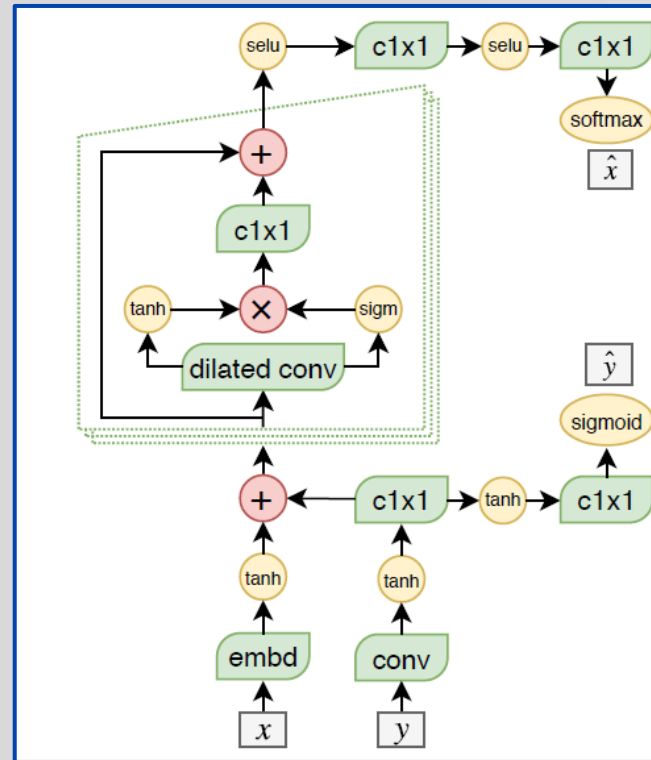 selu c1x1 selu c1x1
softmax
x̂
+
c1x1
tanh × sigm
dilated conv
ŷ
sigmoid
+ c1x1 tanh c1x1
tanh tanh
embd conv
x y